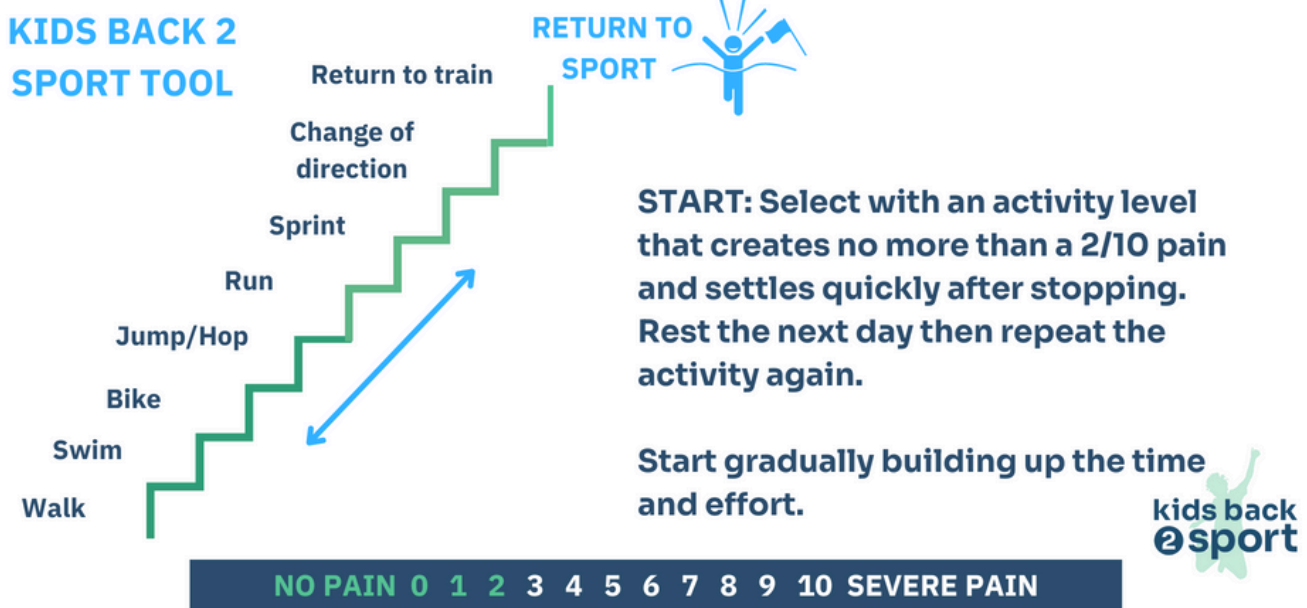 KIDS BACK 2
SPORT TOOL
RETURN TO
SPORT
Return to train
Change of
direction
Sprint
Run
Jump/Hop
Bike
Swim
Walk
START: Select with an activity level
that creates no more than a 2/10 pain
and settles quickly after stopping.
Rest the next day then repeat the
activity again.
Start gradually building up the time
and effort.
kids back
2 sport
NO PAIN 0 1 2 3 4 5 6 7 8 9 10 SEVERE PAIN